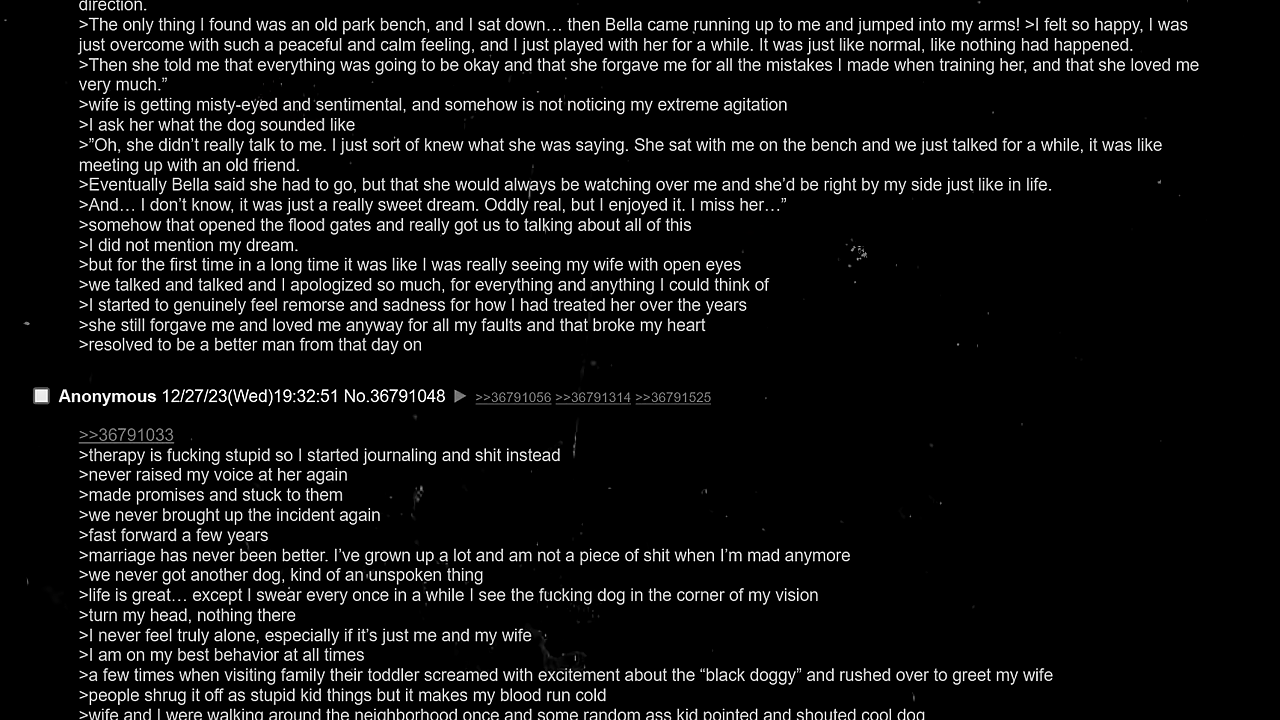 direction.
>The only thing I found was an old park bench, and I sat down… then Bella came running up to me and jumped into my arms! >I felt so happy, I was
just overcome with such a peaceful and calm feeling, and I just played with her for a while. It was just like normal, like nothing had happened.
>Then she told me that everything was going to be okay and that she forgave me for all the mistakes I made when training her, and that she loved me
very much.”
>wife is getting misty-eyed and sentimental, and somehow is not noticing my extreme agitation
>I ask her what the dog sounded like
>”Oh, she didn’t really talk to me. I just sort of knew what she was saying. She sat with me on the bench and we just talked for a while, it was like
meeting up with an old friend.
>Eventually Bella said she had to go, but that she would always be watching over me and she’d be right by my side just like in life.
>And… I don’t know, it was just a really sweet dream. Oddly real, but I enjoyed it. I miss her…”
>somehow that opened the flood gates and really got us to talking about all of this
>I did not mention my dream.
>but for the first time in a long time it was like I was really seeing my wife with open eyes
>we talked and talked and I apologized so much, for everything and anything I could think of
>I started to genuinely feel remorse and sadness for how I had treated her over the years
>she still forgave me and loved me anyway for all my faults and that broke my heart
>resolved to be a better man from that day on
Anonymous 12/27/23(Wed)19:32:51 No.36791048 ▶ >>36791056 >>36791314 >>36791525
>>36791033
>therapy is fucking stupid so I started journaling and shit instead
>never raised my voice at her again
>made promises and stuck to them
>we never brought up the incident again
>fast forward a few years
>marriage has never been better. I’ve grown up a lot and am not a piece of shit when I’m mad anymore
>we never got another dog, kind of an unspoken thing
>life is great… except I swear every once in a while I see the fucking dog in the corner of my vision
>turn my head, nothing there
>I never feel truly alone, especially if it’s just me and my wife
>I am on my best behavior at all times
>a few times when visiting family their toddler screamed with excitement about the “black doggy” and rushed over to greet my wife
>people shrug it off as stupid kid things but it makes my blood run cold
>wife and I were walking around the neighborhood once and some random ass kid pointed and shouted cool dog